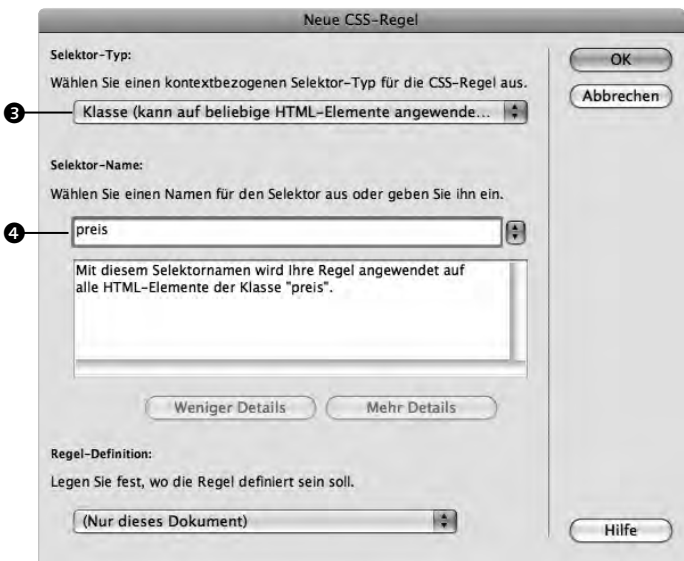 Neue CSS-Regel
Selektor-Typ:
Wählen Sie einen kontextbezogenen Selektor-Typ für die CSS-Regel aus.
❸ Klasse (kann auf beliebige HTML-Elemente angewende...
Selektor-Name:
Wählen Sie einen Namen für den Selektor aus oder geben Sie ihn ein.
❹ preis
Mit diesem Selektornamen wird Ihre Regel angewendet auf
alle HTML-Elemente der Klasse "preis".
Weniger Details
Mehr Details
Regel-Definition:
Legen Sie fest, wo die Regel definiert sein soll.
(Nur dieses Dokument)
OK
Abbrechen
Hilfe